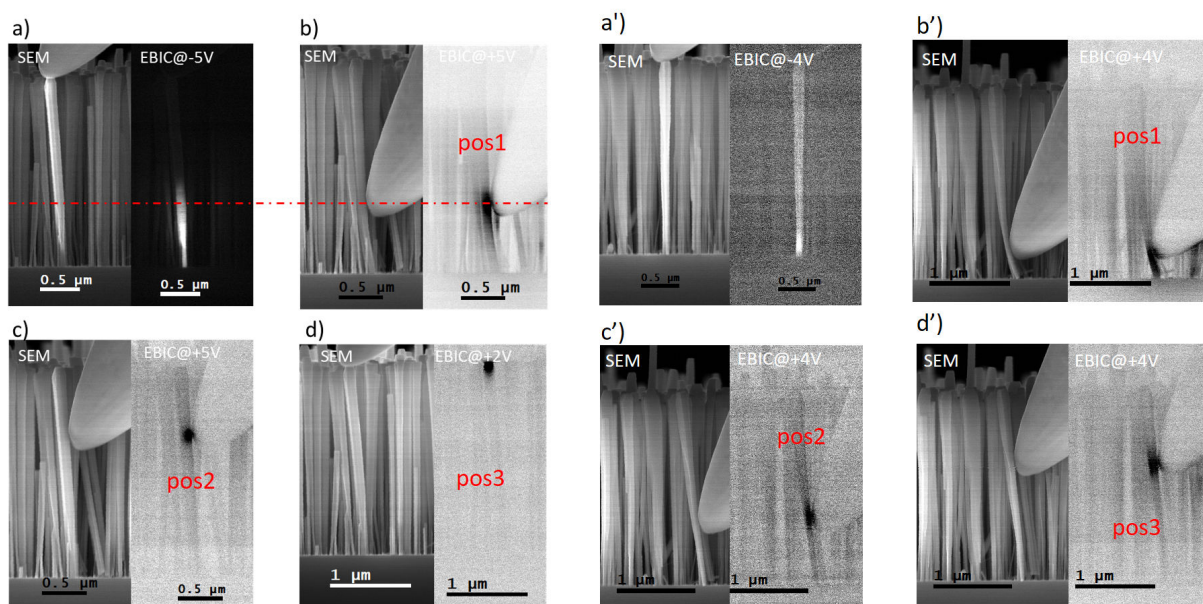 a)
SEM
EBIC@-5V
0.5 µm
0.5 µm
b)
SEM
EBIC@+5V
pos1
0.5 µm
0.5 µm
a')
SEM
EBIC@-4V
0.5 µm
0.5 µm
b’)
SEM
EBIC@+4V
pos1
1 µm
1 µm
c)
SEM
EBIC@+5V
pos2
0.5 µm
0.5 µm
d)
SEM
EBIC@+2V
pos3
1 µm
1 µm
c’)
SEM
EBIC@+4V
pos2
1 µm
1 µm
d’)
SEM
EBIC@+4V
pos3
1 µm
1 µm